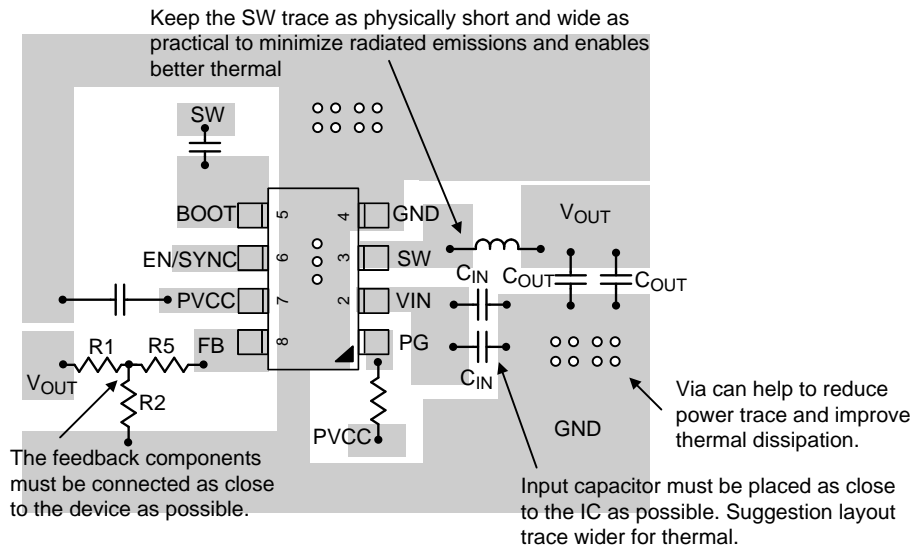 Keep the SW trace as physically short and wide as
practical to minimize radiated emissions and enables
better thermal
SW
BOOT
5
4
GND
VOUT
EN/SYNC
6
3
SW
CIN
COUT
COUT
PVCC
7
2
VIN
R1
R5
FB
8
PG
VOUT
CIN
R2
PVCC
GND
Via can help to reduce
power trace and improve
thermal dissipation.
The feedback components
must be connected as close
to the device as possible.
Input capacitor must be placed as close
to the IC as possible. Suggestion layout
trace wider for thermal.